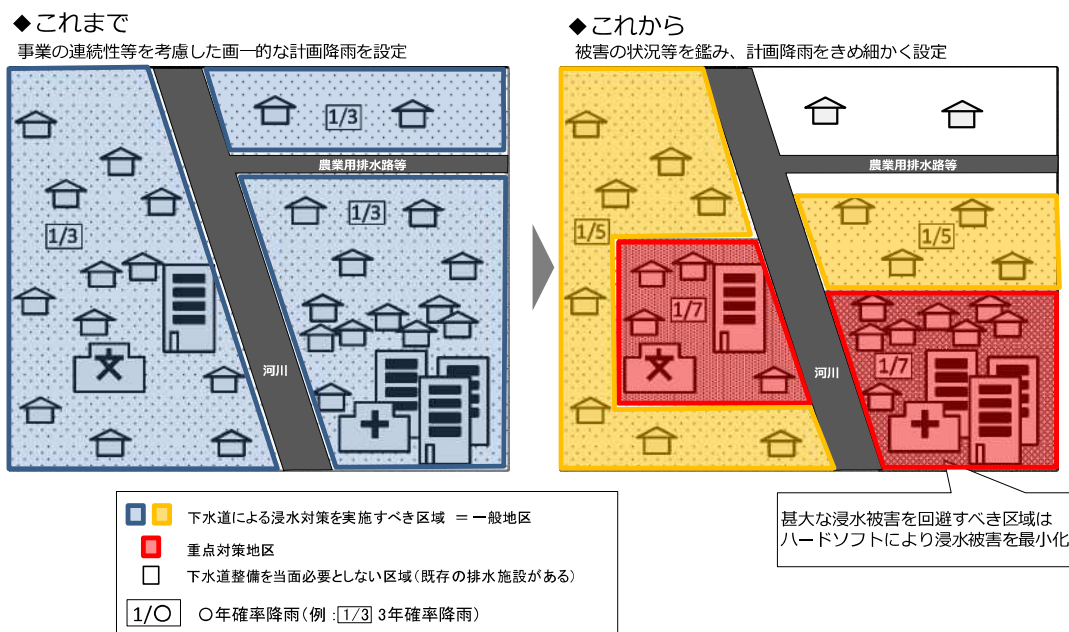 ◆これまで
事業の連続性等を考慮した画一的な計画降雨を設定
1/3
農業用排水路等
1/3
1/3
河川
◆これから
被害の状況等を鑑み、計画降雨をきめ細かく設定
農業用排水路等
1/5
1/5
1/7
1/7
河川
甚大な浸水被害を回避すべき区域は
ハードソフトにより浸水被害を最小化
下水道による浸水対策を実施すべき区域 = 一般地区
重点対策地区
下水道整備を当面必要としない区域(既存の排水施設がある)
1/○ ○年確率降雨(例:1/3 3年確率降雨)